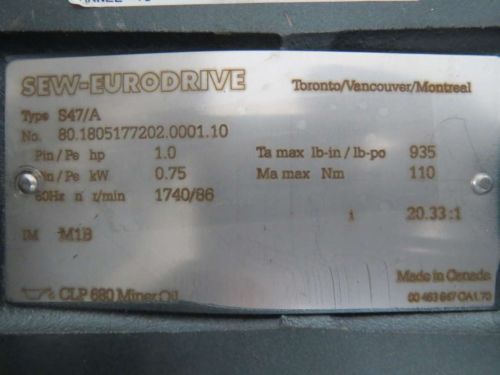 SEW-EURODRIVE Toronto/Vancouver/Montreal
Type S47/A
No. 80.1805177202.0001.10
Pin/Pe hp 1.0 Ta max lb-in/lb-po 935
Pin/Pe kW 0.75 Ma max Nm 110
60Hz n r/min 1740/86
i 20.33:1
IM M1B
CLP 680 Miner.Oil
Made in Canada